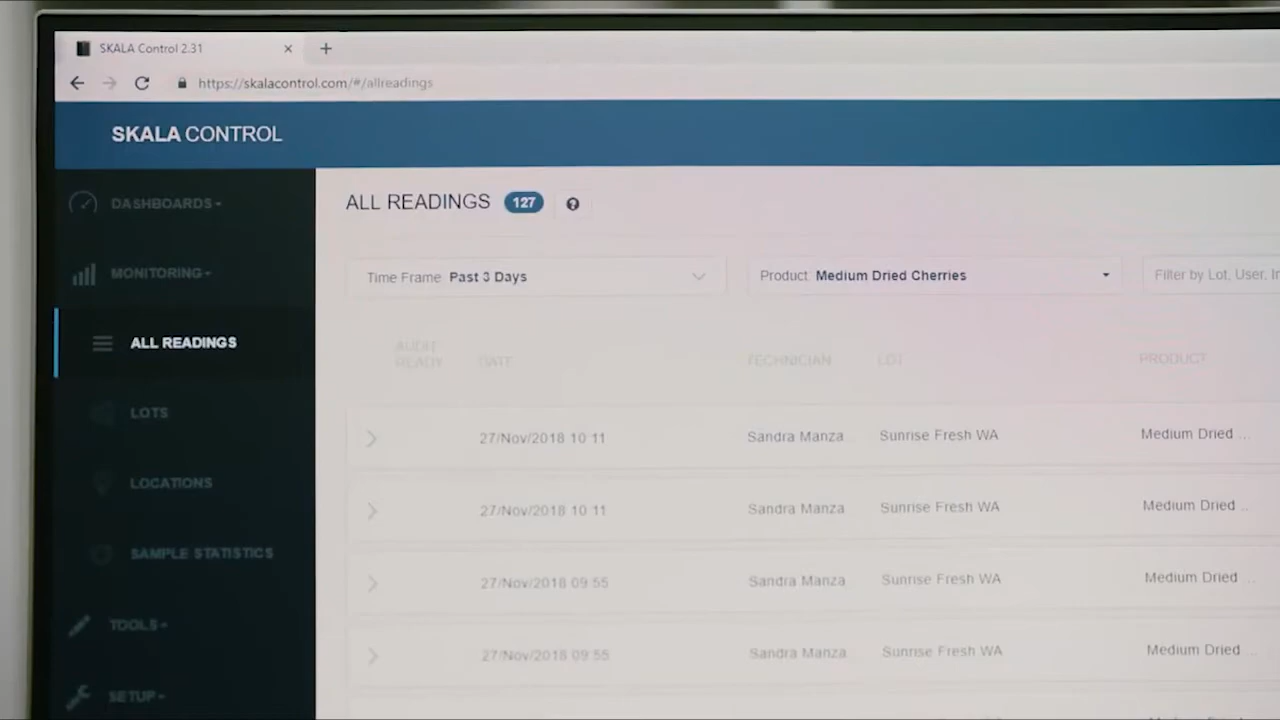 SKALA Control 2.31
https://skalacontrol.com/#/allreadings
SKALA CONTROL
DASHBOARDS
MONITORING
ALL READINGS
LOTS
LOCATIONS
SAMPLE STATISTICS
TOOLS
SETUP
ALL READINGS 127 ?
Time Frame Past 3 Days Product Medium Dried Cherries Filter by Lot, User, In
AUDIT READY DATE TECHNICIAN LOT PRODUCT
27/Nov/2018 10 11 Sandra Manza Sunrise Fresh WA Medium Dried ...
27/Nov/2018 10 11 Sandra Manza Sunrise Fresh WA Medium Dried ...
27/Nov/2018 09 55 Sandra Manza Sunrise Fresh WA Medium Dried ...
27/Nov/2018 09 55 Sandra Manza Sunrise Fresh WA Medium Dried ...